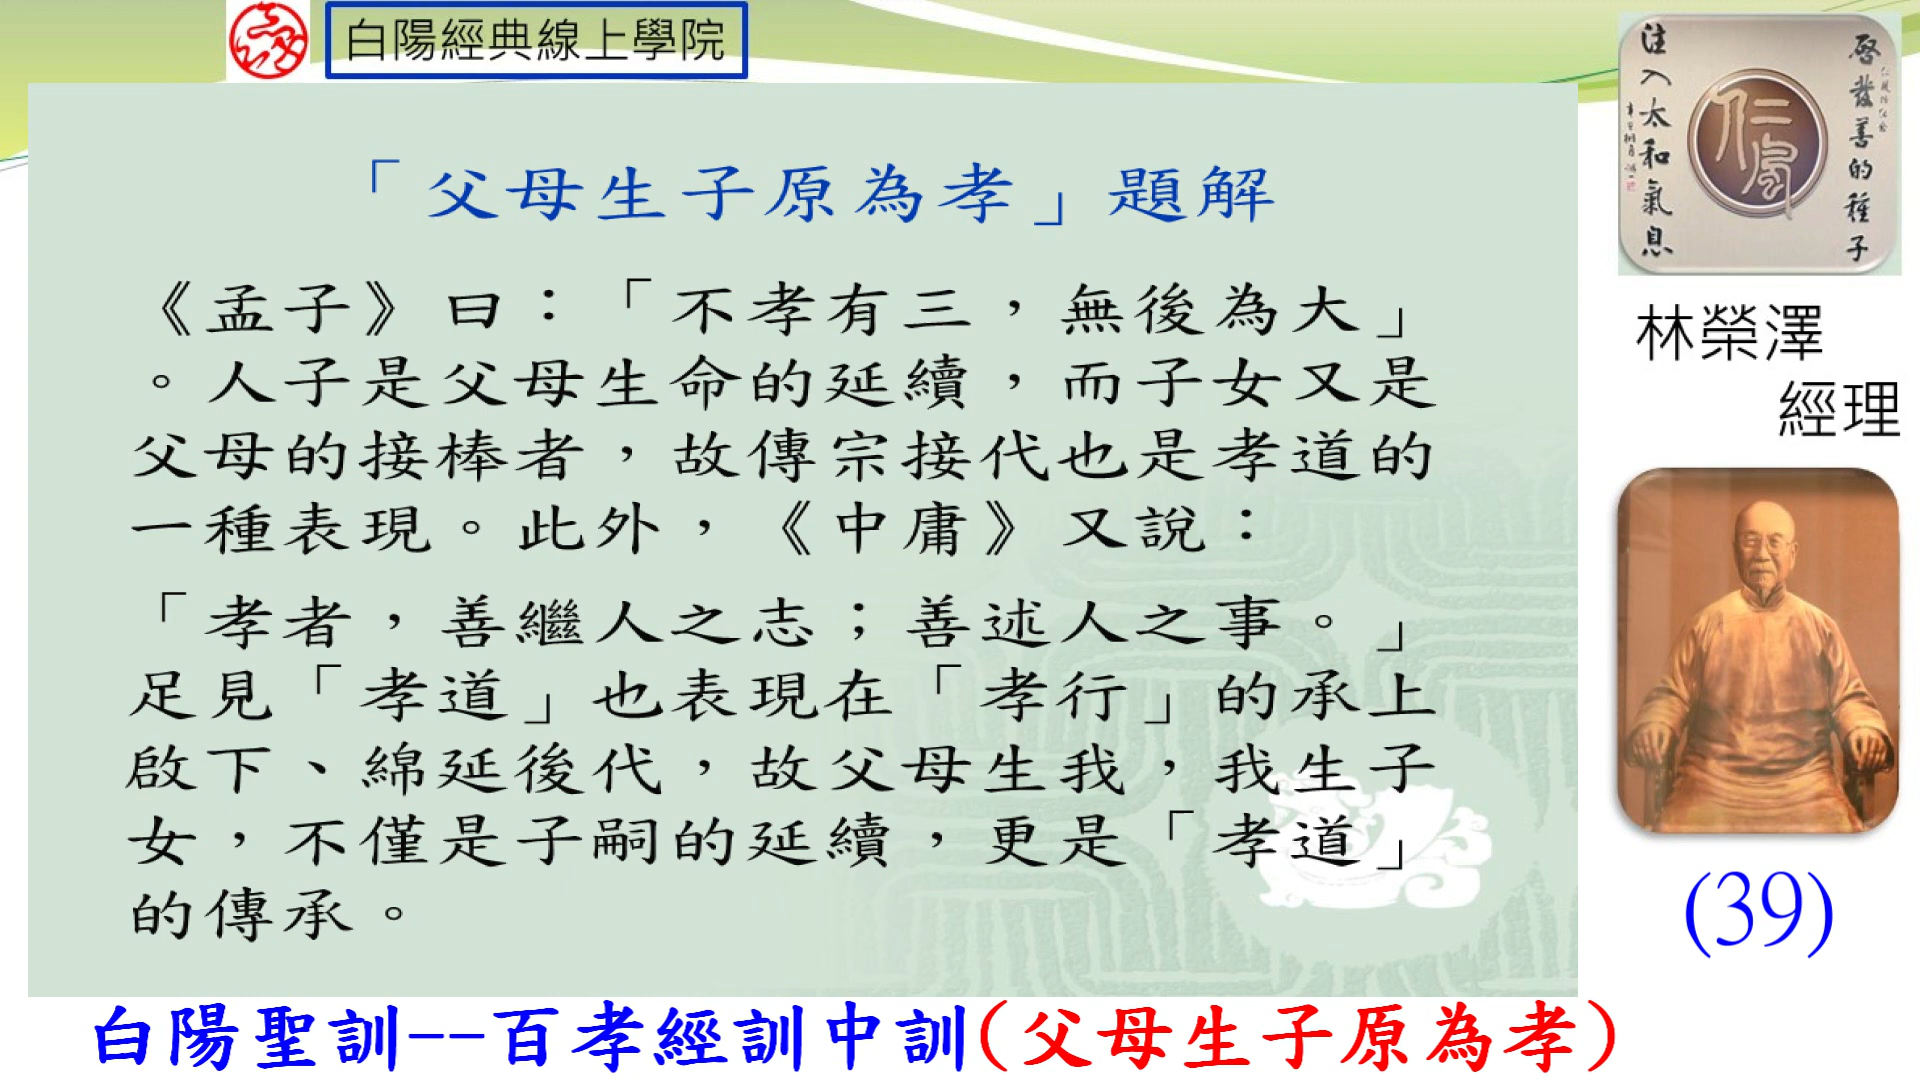 白陽經典線上學院
「父母生子原為孝」題解
《孟子》曰：「不孝有三，無後為大」
。人子是父母生命的延續，而子女又是
父母的接棒者，故傳宗接代也是孝道的
一種表現。此外，《中庸》又說：
「孝者，善繼人之志；善述人之事。」
足見「孝道」也表現在「孝行」的承上
啟下、綿延後代，故父母生我，我生子
女，不僅是子嗣的延續，更是「孝道」
的傳承。
啓發善的種子
仁風
注入太和氣息
林榮澤
經理
(39)
白陽聖訓--百孝經訓中訓(父母生子原為孝)